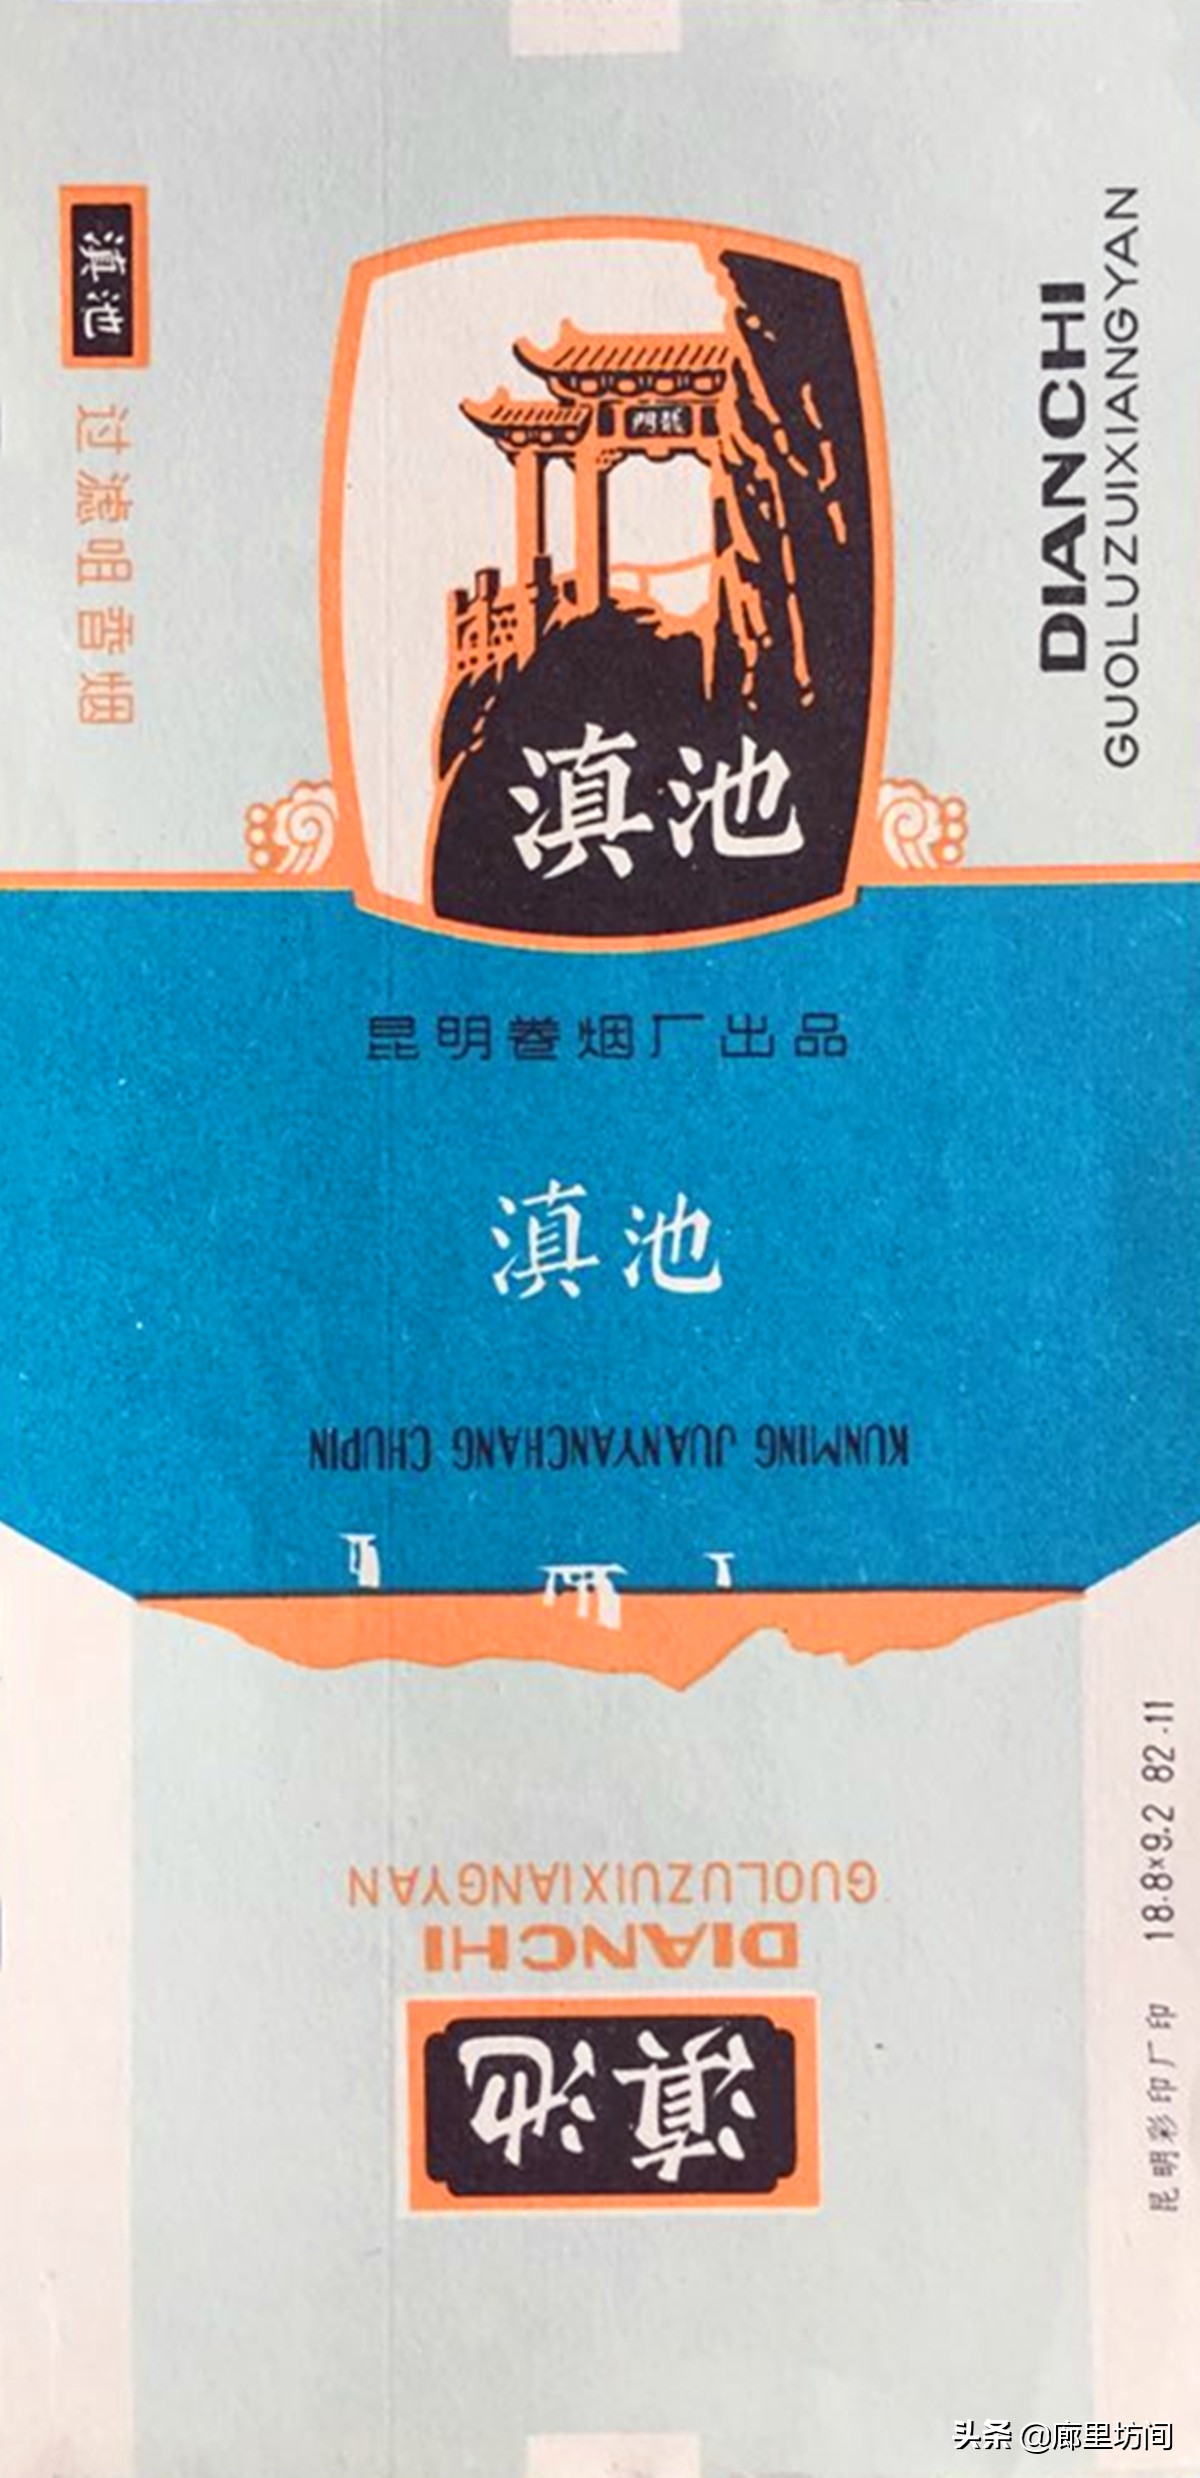 滇池
过滤咀香烟
龍門
滇池
DIANCHI
GUOLUZUIXIANGYAN
昆明卷烟厂出品
滇池
KUNMING JUANYANCHANG CHUPIN
滇池
DIANCHI
GUOLUZUIXIANGYAN
昆明彩印厂印 18.8×9.2 82.11
头条 @廊里坊间